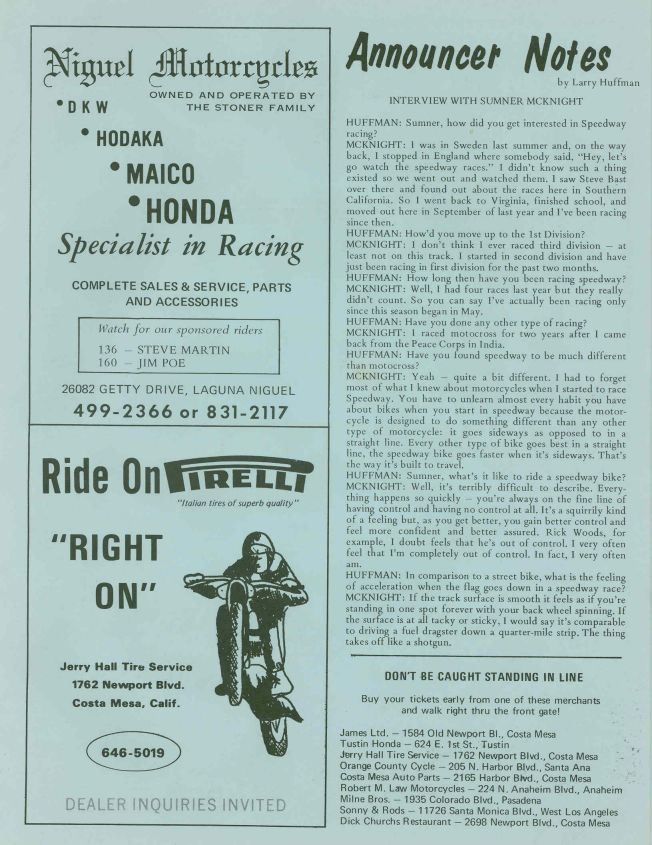 Niguel Motorcycles
OWNED AND OPERATED BY
THE STONER FAMILY
• DKW
• HODAKA
• MAICO
• HONDA
Specialist in Racing
COMPLETE SALES & SERVICE, PARTS
AND ACCESSORIES
Watch for our sponsored riders
136 – STEVE MARTIN
160 – JIM POE
26082 GETTY DRIVE, LAGUNA NIGUEL
499-2366 or 831-2117
Ride On PIRELLI
"Italian tires of superb quality"
"RIGHT
ON"
Jerry Hall Tire Service
1762 Newport Blvd.
Costa Mesa, Calif.
646-5019
DEALER INQUIRIES INVITED
Announcer Notes
by Larry Huffman
INTERVIEW WITH SUMNER MCKNIGHT
HUFFMAN: Sumner, how did you get interested in Speedway
racing?
MCKNIGHT: I was in Sweden last summer and, on the way
back, I stopped in England where somebody said, "Hey, let's
go watch the speedway races." I didn't know such a thing
existed so we went out and watched them. I saw Steve Bast
over there and found out about the races here in Southern
California. So I went back to Virginia, finished school, and
moved out here in September of last year and I've been racing
since then.
HUFFMAN: How'd you move up to the 1st Division?
MCKNIGHT: I don't think I ever raced third division – at
least not on this track. I started in second division and have
just been racing in first division for the past two months.
HUFFMAN: How long then have you been racing speedway?
MCKNIGHT: Well, I had four races last year but they really
didn't count. So you can say I've actually been racing only
since this season began in May.
HUFFMAN: Have you done any other type of racing?
MCKNIGHT: I raced motocross for two years after I came
back from the Peace Corps in India.
HUFFMAN: Have you found speedway to be much different
than motocross?
MCKNIGHT: Yeah – quite a bit different. I had to forget
most of what I knew about motorcycles when I started to race
Speedway. You have to unlearn almost every habit you have
about bikes when you start in speedway because the motor-
cycle is designed to do something different than any other
type of motorcycle: it goes sideways as opposed to in a
straight line. Every other type of bike goes best in a straight
line, the speedway bike goes faster when it's sideways. That's
the way it's built to travel.
HUFFMAN: Sumner, what's it like to ride a speedway bike?
MCKNIGHT: Well, it's terribly difficult to describe. Every-
thing happens so quickly – you're always on the fine line of
having control and having no control at all. It's a squirrily kind
of a feeling but, as you get better, you gain better control and
feel more confident and better assured. Rick Woods, for
example, I doubt feels that he's out of control. I very often
feel that I'm completely out of control. In fact, I very often
am.
HUFFMAN: In comparison to a street bike, what is the feeling
of acceleration when the flag goes down in a speedway race?
MCKNIGHT: If the track surface is smooth it feels as if you're
standing in one spot forever with your back wheel spinning. If
the surface is at all tacky or sticky, I would say it's comparable
to driving a fuel dragster down a quarter-mile strip. The thing
takes off like a shotgun.
DON'T BE CAUGHT STANDING IN LINE
Buy your tickets early from one of these merchants
and walk right thru the front gate!
James Ltd. – 1584 Old Newport Bl., Costa Mesa
Tustin Honda – 624 E. 1st St., Tustin
Jerry Hall Tire Service – 1762 Newport Blvd., Costa Mesa
Orange County Cycle – 205 N. Harbor Blvd., Santa Ana
Costa Mesa Auto Parts – 2165 Harbor Blvd., Costa Mesa
Robert M. Law Motorcycles – 224 N. Anaheim Blvd., Anaheim
Milne Bros. – 1935 Colorado Blvd., Pasadena
Sonny & Rods – 11726 Santa Monica Blvd., West Los Angeles
Dick Churchs Restaurant – 2698 Newport Blvd., Costa Mesa